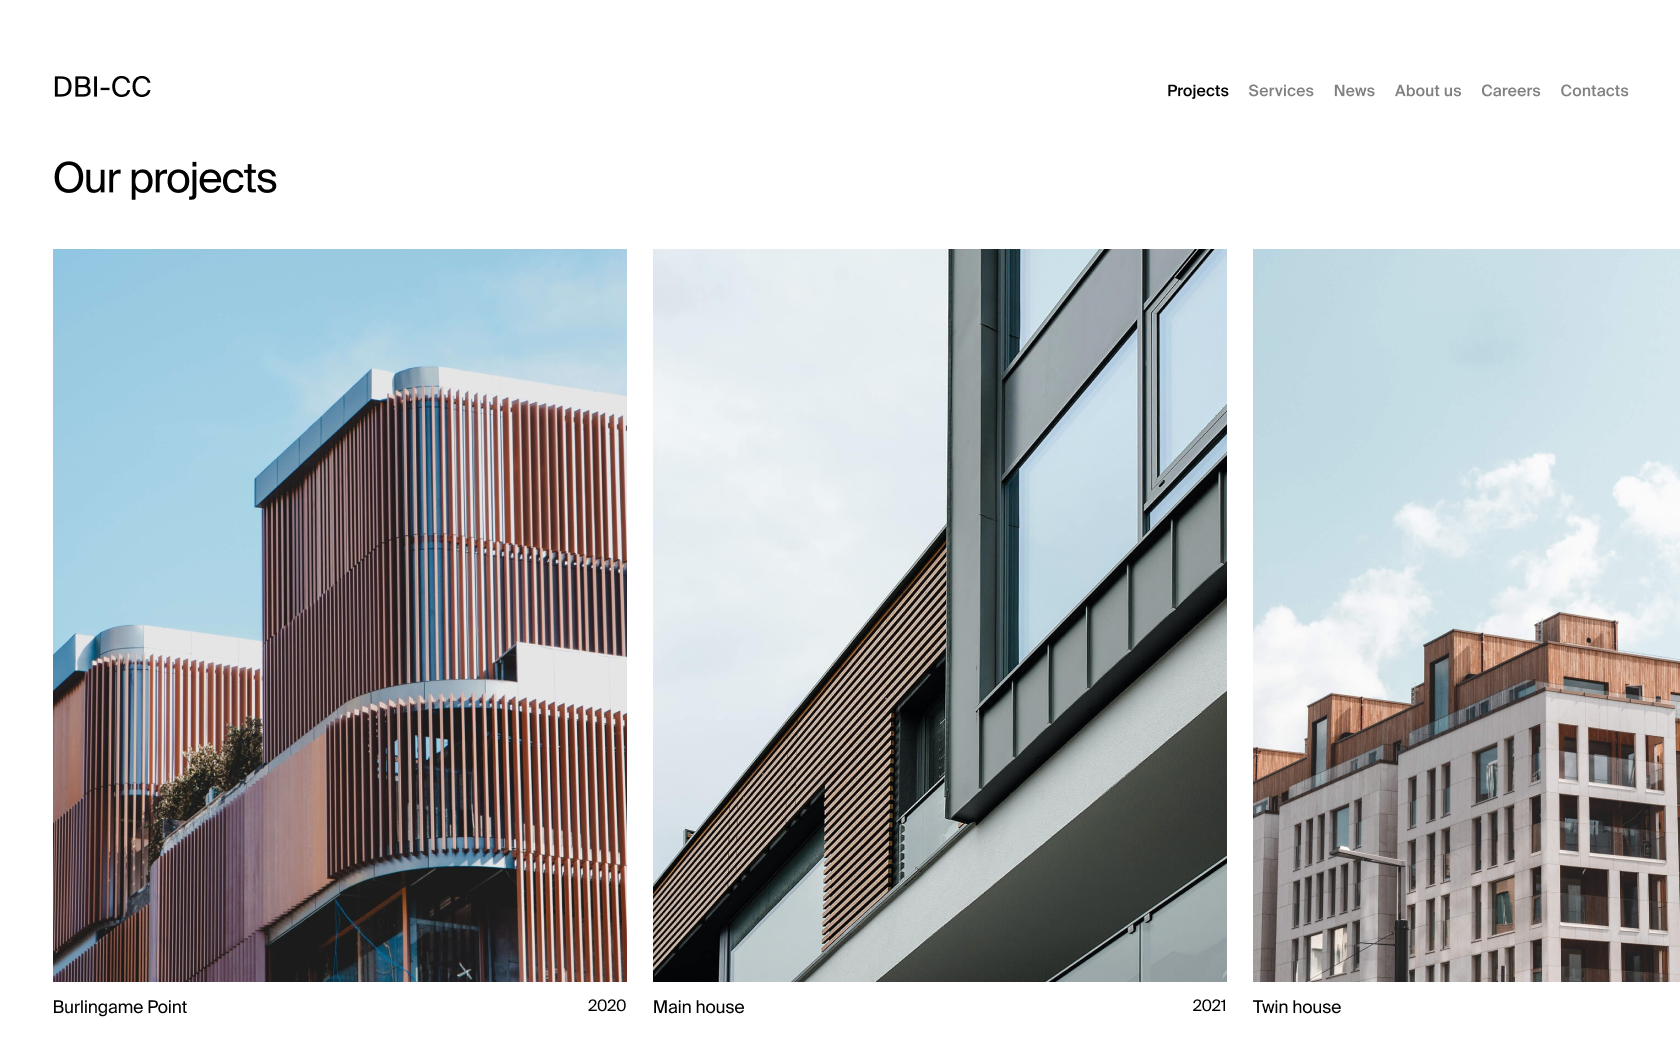 DBI-CC
Projects Services News About us Careers Contacts
Our projects
Burlingame Point 2020
Main house 2021
Twin house